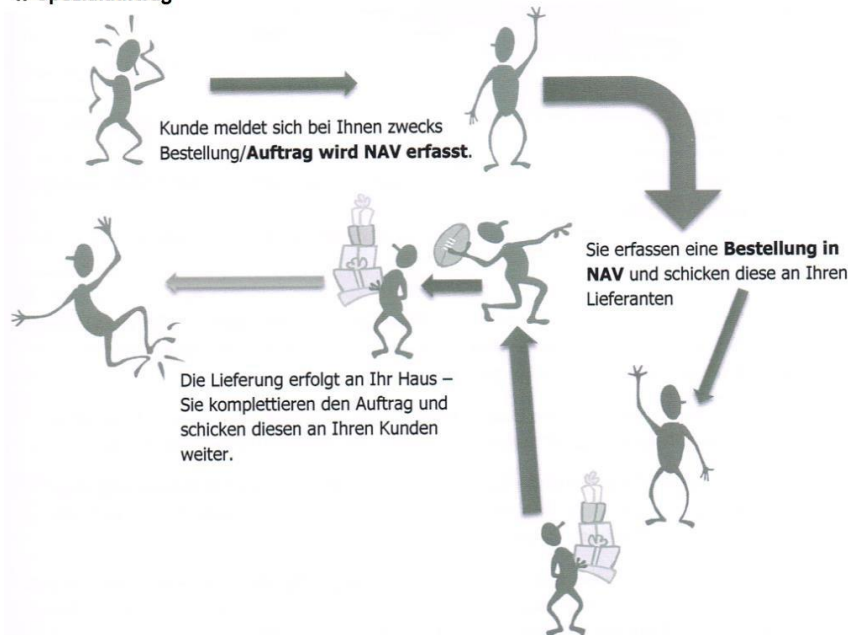 Kunde meldet sich bei Ihnen zwecks
Bestellung/Auftrag wird NAV erfasst.
Sie erfassen eine Bestellung in
NAV und schicken diese an Ihren
Lieferanten
Die Lieferung erfolgt an Ihr Haus –
Sie komplettieren den Auftrag und
schicken diesen an Ihren Kunden
weiter.